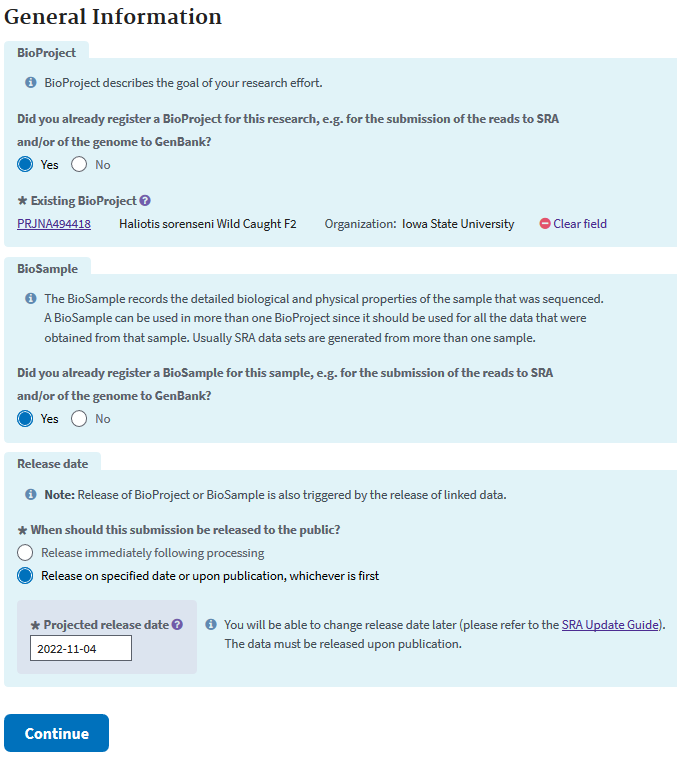 General Information
BioProject
BioProject describes the goal of your research effort.
Did you already register a BioProject for this research, e.g. for the submission of the reads to SRA
and/or of the genome to GenBank?
Yes No
* Existing BioProject ?
PRJNA494418 Haliotis sorenseni Wild Caught F2 Organization: Iowa State University Clear field
BioSample
The BioSample records the detailed biological and physical properties of the sample that was sequenced.
A BioSample can be used in more than one BioProject since it should be used for all the data that were
obtained from that sample. Usually SRA data sets are generated from more than one sample.
Did you already register a BioSample for this sample, e.g. for the submission of the reads to SRA
and/or of the genome to GenBank?
Yes No
Release date
Note: Release of BioProject or BioSample is also triggered by the release of linked data.
* When should this submission be released to the public?
Release immediately following processing
Release on specified date or upon publication, whichever is first
* Projected release date ?
2022-11-04
You will be able to change release date later (please refer to the SRA Update Guide).
The data must be released upon publication.
Continue